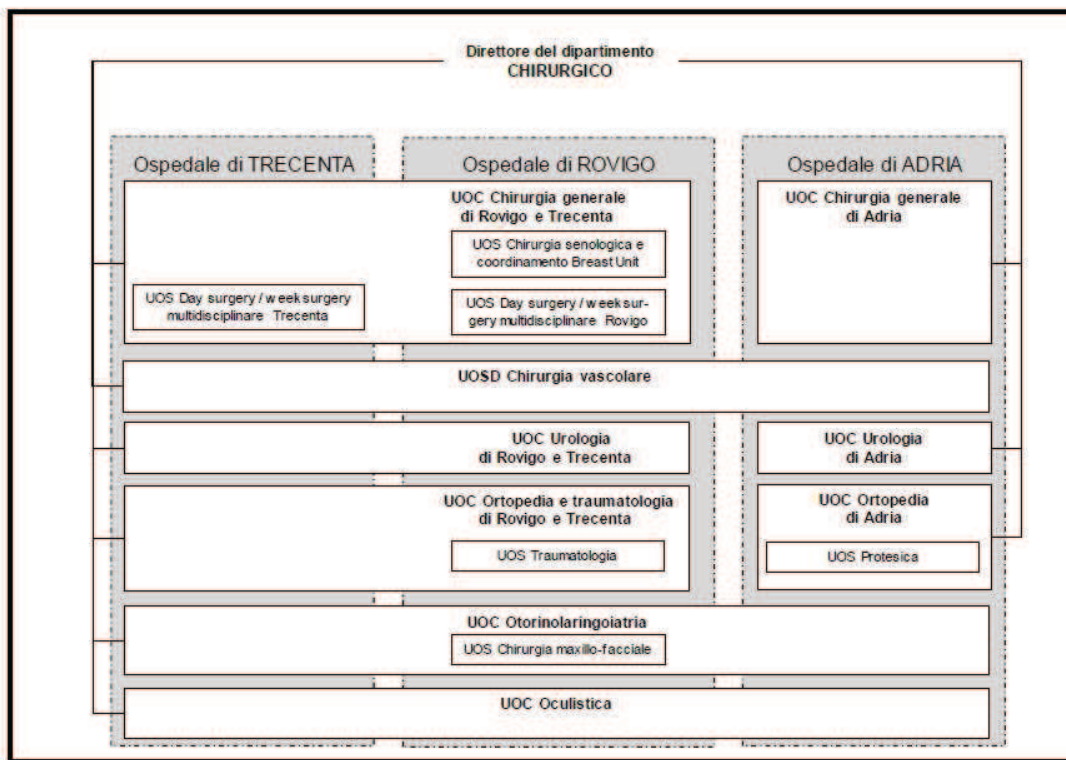 Direttore del dipartimento
CHIRURGICO
Ospedale di TRECENTA
Ospedale di ROVIGO
Ospedale di ADRIA
UOC Chirurgia generale
di Rovigo e Trecenta
UOS Chirurgia senologica e
coordinamento Breast Unit
UOS Day surgery / week surgery
multidisciplinare Trecenta
UOS Day surgery / week sur-
gery multidisciplinare Rovigo
UOC Chirurgia generale
di Adria
UOSD Chirurgia vascolare
UOC Urologia
di Rovigo e Trecenta
UOC Urologia
di Adria
UOC Ortopedia e traumatologia
di Rovigo e Trecenta
UOS Traumatologia
UOC Ortopedia
di Adria
UOS Protesica
UOC Otorinolaringoiatria
UOS Chirurgia maxillo-facciale
UOC Oculistica